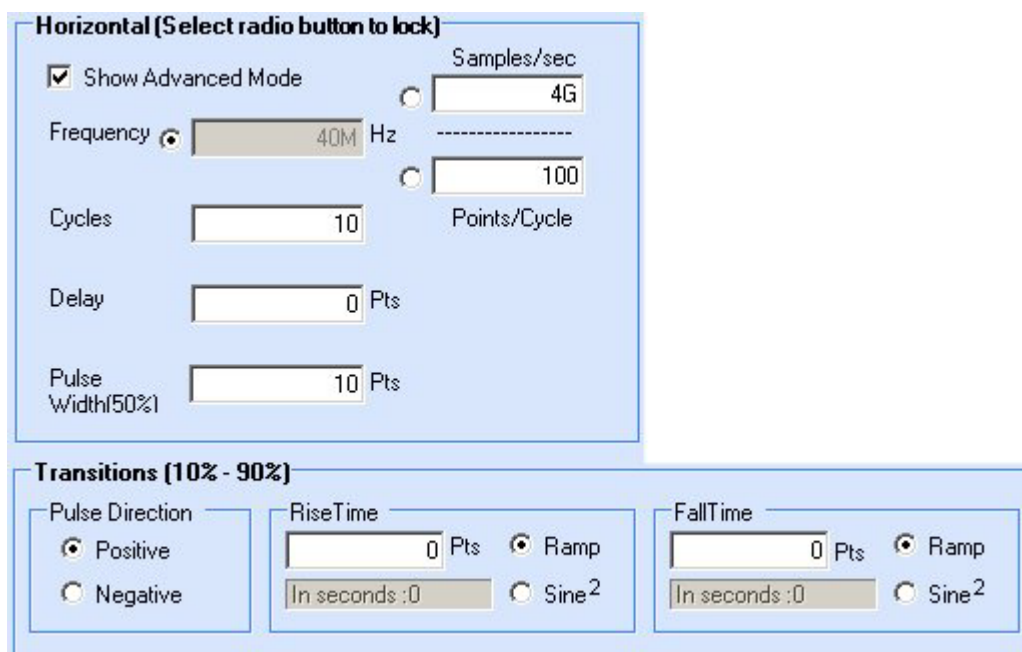 Horizontal (Select radio button to lock)
Show Advanced Mode
Samples/sec
4G
Frequency
40M Hz
-----------------
100
Points/Cycle
Cycles
10
Delay
0 Pts
Pulse
Width(50%)
10 Pts
Transitions (10% - 90%)
Pulse Direction
Positive
Negative
RiseTime
0 Pts
Ramp
In seconds :0
Sine2
FallTime
0 Pts
Ramp
In seconds :0
Sine2